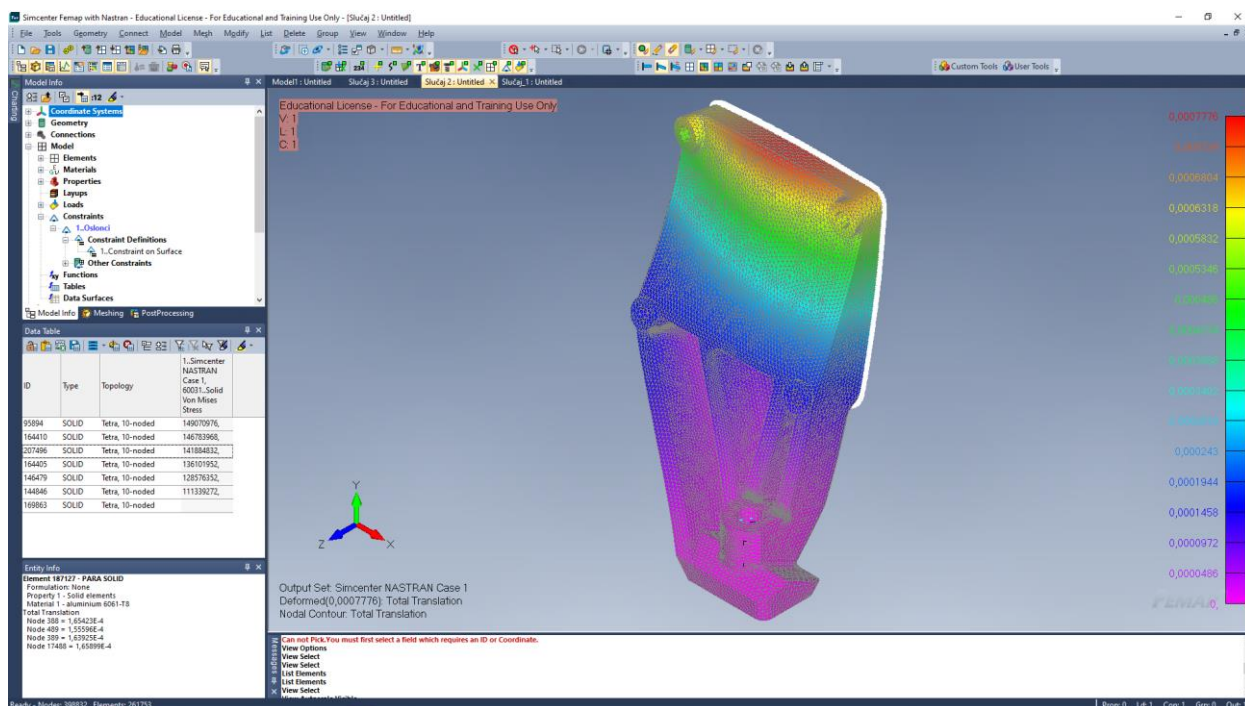 Simcenter Femap with Nastran - Educational License - For Educational and Training Use Only - [Slučaj 2 : Untitled]
File Tools Geometry Connect Model Mesh Modify List Delete Group View Window Help
Custom Tools User Tools
Charting
Model Info
Model1 : Untitled Slučaj 3 : Untitled Slučaj 2 : Untitled Slučaj_1 : Untitled
Coordinate Systems
Geometry
Connections
Model
Elements
Materials
Properties
Layups
Loads
Constraints
1..Oslonci
Constraint Definitions
1..Constraint on Surface
Other Constraints
Functions
Tables
Data Surfaces
Model Info Meshing PostProcessing
Data Table
ID Type Topology 1..Simcenter NASTRAN Case 1, 60031..Solid Von Mises Stress
95894 SOLID Tetra, 10-noded 149070976,
164410 SOLID Tetra, 10-noded 146783968,
207496 SOLID Tetra, 10-noded 141884832,
164405 SOLID Tetra, 10-noded 136101952,
146479 SOLID Tetra, 10-noded 128576352,
144846 SOLID Tetra, 10-noded 111339272,
169863 SOLID Tetra, 10-noded
Entity Info
Element 187127 - PARA SOLID
Formulation: None
Property 1 - Solid elements
Material 1 - aluminium 6061-T8
Total Translation
Node 388 = 1,65423E-4
Node 489 = 1,55596E-4
Node 389 = 1,63925E-4
Node 17488 = 1,65899E-4
Educational License - For Educational and Training Use Only
V: 1
L: 1
C: 1
Y
Z
X
Output Set: Simcenter NASTRAN Case 1
Deformed(0,0007776): Total Translation
Nodal Contour: Total Translation
0,0007776
0,0006804
0,0006318
0,0005832
0,0005346
0,000243
0,0001944
0,0001458
0,0000972
0,0000486
0,
FEMAP
Messages
Can not Pick.You must first select a field which requires an ID or Coordinate.
View Options
View Select
View Select
List Elements
List Elements
View Select
Ready - Nodes: 398832 Elements: 261753